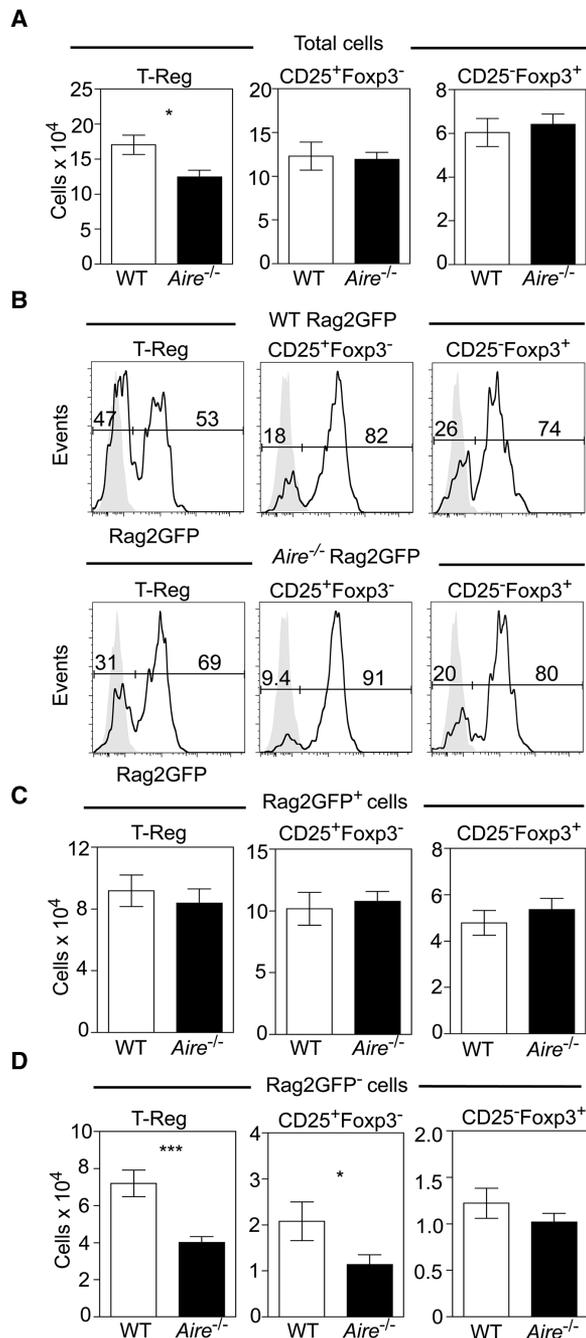 A
Total cells
T-Reg CD25⁺Foxp3⁻ CD25⁻Foxp3⁺
Cells x 10⁴
25
20
15
10
5
0
*
WT Aire⁻/⁻
20
15
10
5
0
WT Aire⁻/⁻
8
6
4
2
0
WT Aire⁻/⁻
B
WT Rag2GFP
T-Reg CD25⁺Foxp3⁻ CD25⁻Foxp3⁺
Events
47 53
18 82
26 74
Rag2GFP
Aire⁻/⁻ Rag2GFP
T-Reg CD25⁺Foxp3⁻ CD25⁻Foxp3⁺
Events
31 69
9.4 91
20 80
Rag2GFP
C
Rag2GFP⁺ cells
T-Reg CD25⁺Foxp3⁻ CD25⁻Foxp3⁺
Cells x 10⁴
12
8
4
0
WT Aire⁻/⁻
15
10
5
0
WT Aire⁻/⁻
8
6
4
2
0
WT Aire⁻/⁻
D
Rag2GFP⁻ cells
T-Reg CD25⁺Foxp3⁻ CD25⁻Foxp3⁺
Cells x 10⁴
10
8
6
4
2
0
***
WT Aire⁻/⁻
4
3
2
1
0
*
WT Aire⁻/⁻
2.0
1.5
1.0
0.5
0
WT Aire⁻/⁻